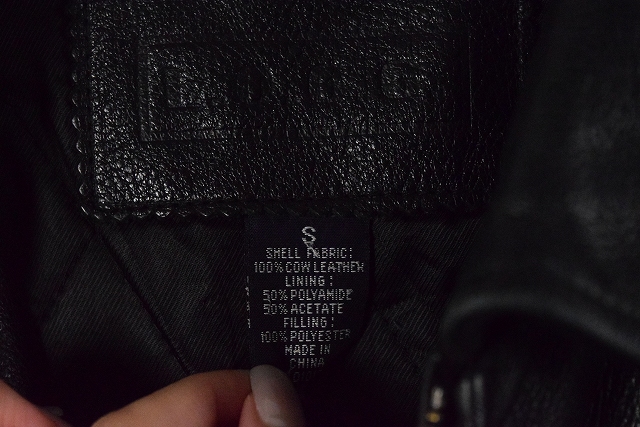 S
SHELL FABRIC:
100% COW LEATHER
LINING:
50% POLYAMIDE
50% ACETATE
FILLING:
100% POLYESTER
MADE IN
CHINA